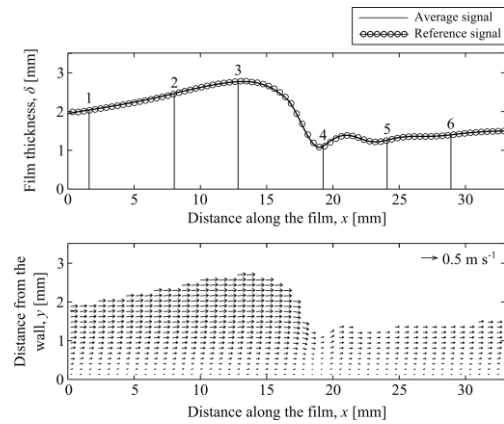 Average signal
Reference signal
Film thickness, δ [mm]
3
2
1
0
1
2
3
4
5
6
0 5 10 15 20 25 30
Distance along the film, x [mm]
Distance from the
wall, y [mm]
0.5 m s⁻¹
3
2
1
0
0 5 10 15 20 25 30
Distance along the film, x [mm]